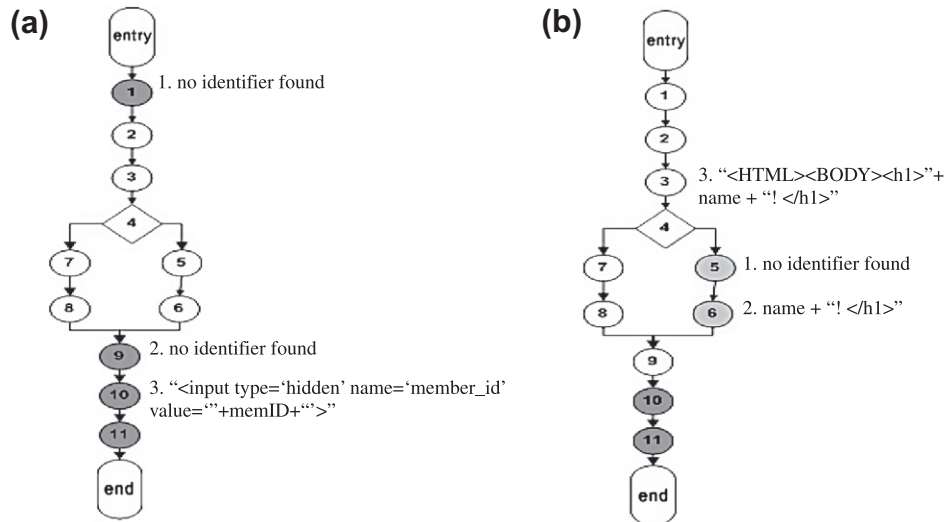 (a)
entry
1
1. no identifier found
2
3
4
7
5
8
6
9
2. no identifier found
10
3. “<input type=‘hidden’ name=‘member_id’
value=‘”+memID+“’>”
11
end
(b)
entry
1
2
3
3. “<HTML><BODY><h1>”+
name + “! </h1>”
4
7
5
1. no identifier found
8
6
2. name + “! </h1>”
9
10
11
end